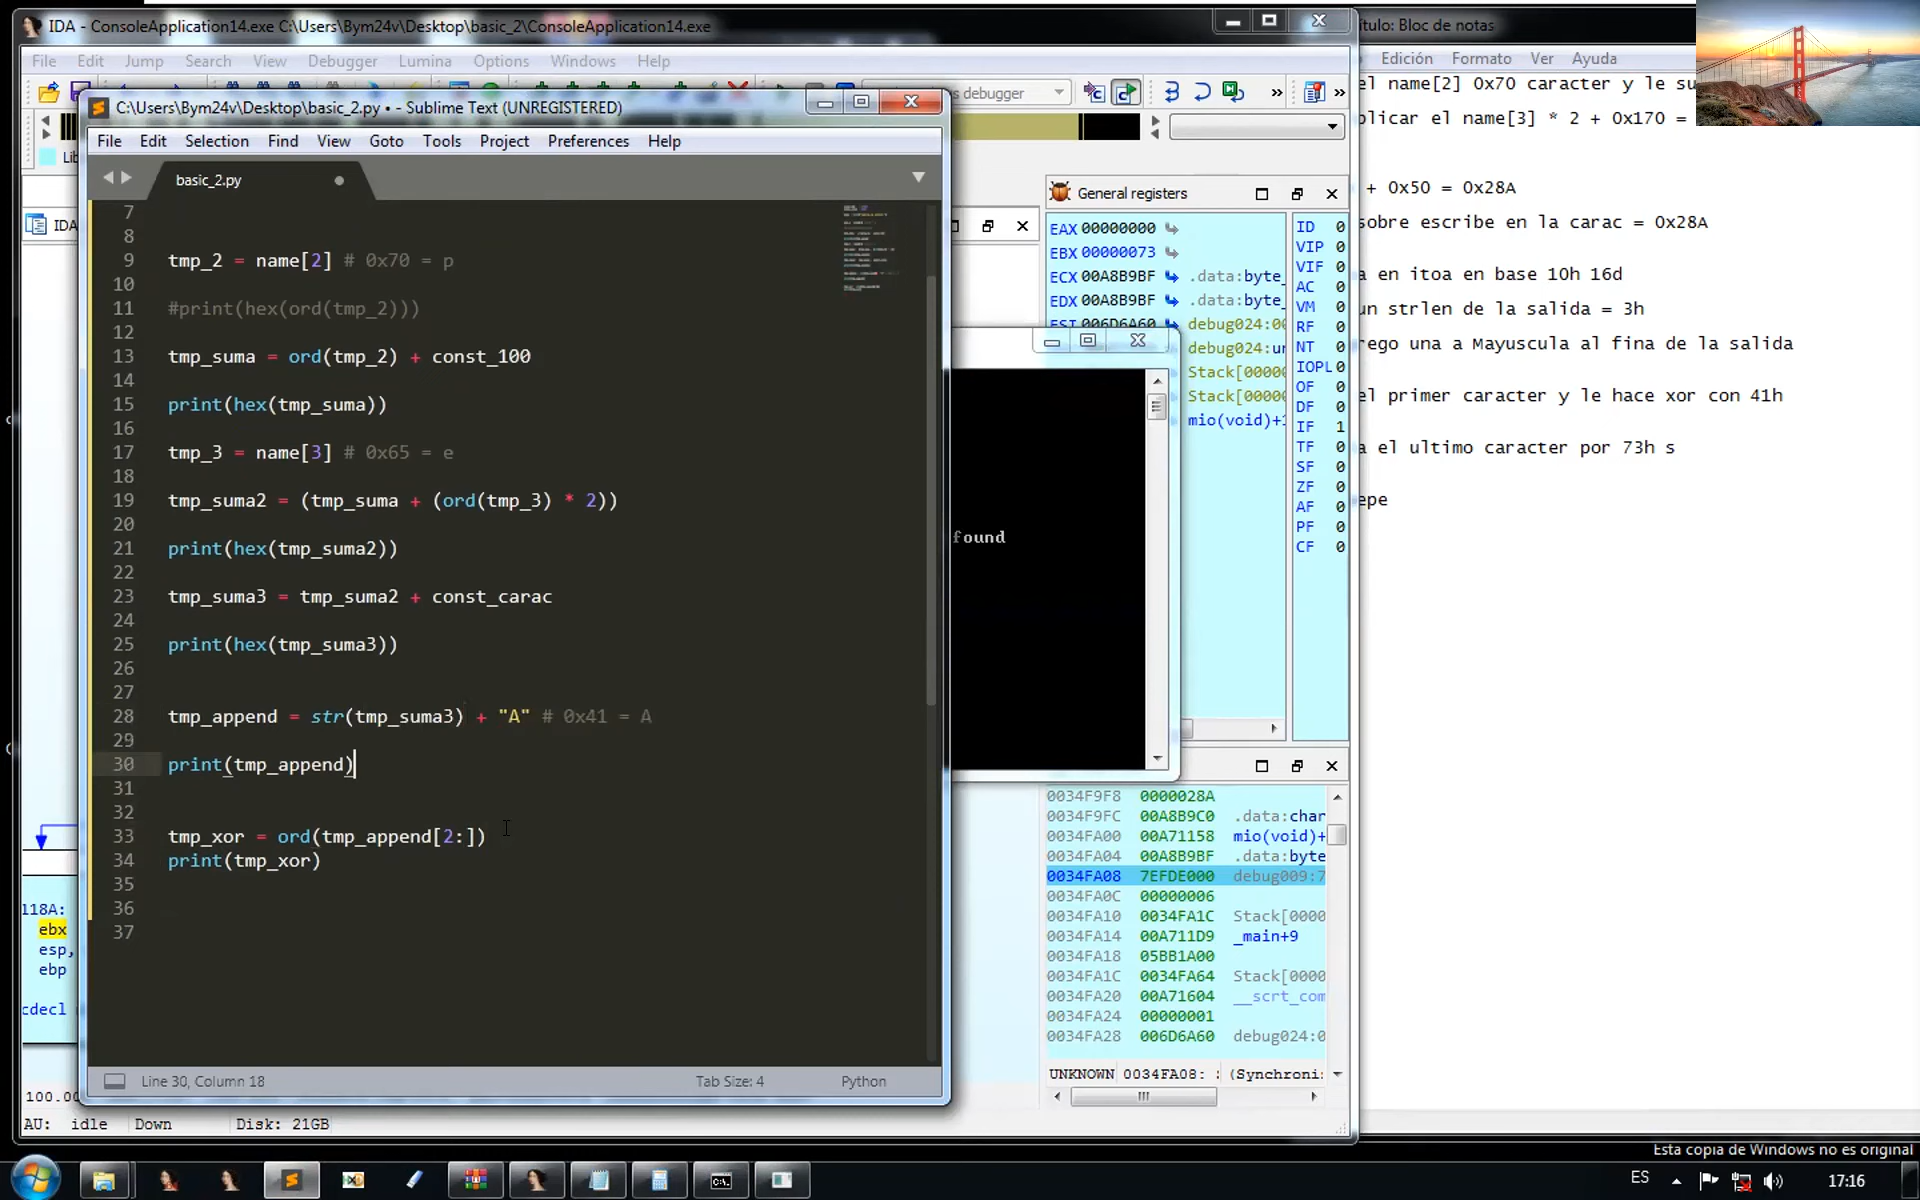 IDA - ConsoleApplication14.exe C:\Users\Bym24v\Desktop\basic_2\ConsoleApplication14.exe
File Edit Jump Search View Debugger Lumina Options Windows Help
debugger
C:\Users\Bym24v\Desktop\basic_2.py • - Sublime Text (UNREGISTERED)
File Edit Selection Find View Goto Tools Project Preferences Help
basic_2.py
7
8
9 tmp_2 = name[2] # 0x70 = p
10
11 #print(hex(ord(tmp_2)))
12
13 tmp_suma = ord(tmp_2) + const_100
14
15 print(hex(tmp_suma))
16
17 tmp_3 = name[3] # 0x65 = e
18
19 tmp_suma2 = (tmp_suma + (ord(tmp_3) * 2))
20
21 print(hex(tmp_suma2))
22
23 tmp_suma3 = tmp_suma2 + const_carac
24
25 print(hex(tmp_suma3))
26
27
28 tmp_append = str(tmp_suma3) + "A" # 0x41 = A
29
30 print(tmp_append)
31
32
33 tmp_xor = ord(tmp_append[2:])
34 print(tmp_xor)
35
36
37
Line 30, Column 18 Tab Size: 4 Python
IDA
118A:
ebx
esp,
ebp
cdecl
100.00
AU: idle Down Disk: 21GB
found
General registers
EAX 00000000
EBX 00000073
ECX 00A8B9BF .data:byte_
EDX 00A8B9BF .data:byte_
ESI 006D6A60 debug024:00
debug024:un
Stack[0000
Stack[0000
mio(void)+1
ID 0
VIP 0
VIF 0
AC 0
VM 0
RF 0
NT 0
IOPL 0
OF 0
DF 0
IF 1
TF 0
SF 0
ZF 0
AF 0
PF 0
CF 0
0034F9F8 0000028A
0034F9FC 00A8B9C0 .data:char
0034FA00 00A71158 mio(void)+
0034FA04 00A8B9BF .data:byte
0034FA08 7EFDE000 debug009:7
0034FA0C 00000006
0034FA10 0034FA1C Stack[0000
0034FA14 00A711D9 _main+9
0034FA18 05BB1A00
0034FA1C 0034FA64 Stack[0000
0034FA20 00A71604 __scrt_com
0034FA24 00000001
0034FA28 006D6A60 debug024:0
UNKNOWN 0034FA08: (Synchroni
ítulo: Bloc de notas
Edición Formato Ver Ayuda
el name[2] 0x70 caracter y le su
plicar el name[3] * 2 + 0x170 =
+ 0x50 = 0x28A
sobre escribe en la carac = 0x28A
a en itoa en base 10h 16d
un strlen de la salida = 3h
rego una a Mayuscula al fina de la salida
el primer caracter y le hace xor con 41h
a el ultimo caracter por 73h s
epe
Esta copia de Windows no es original
ES 17:16